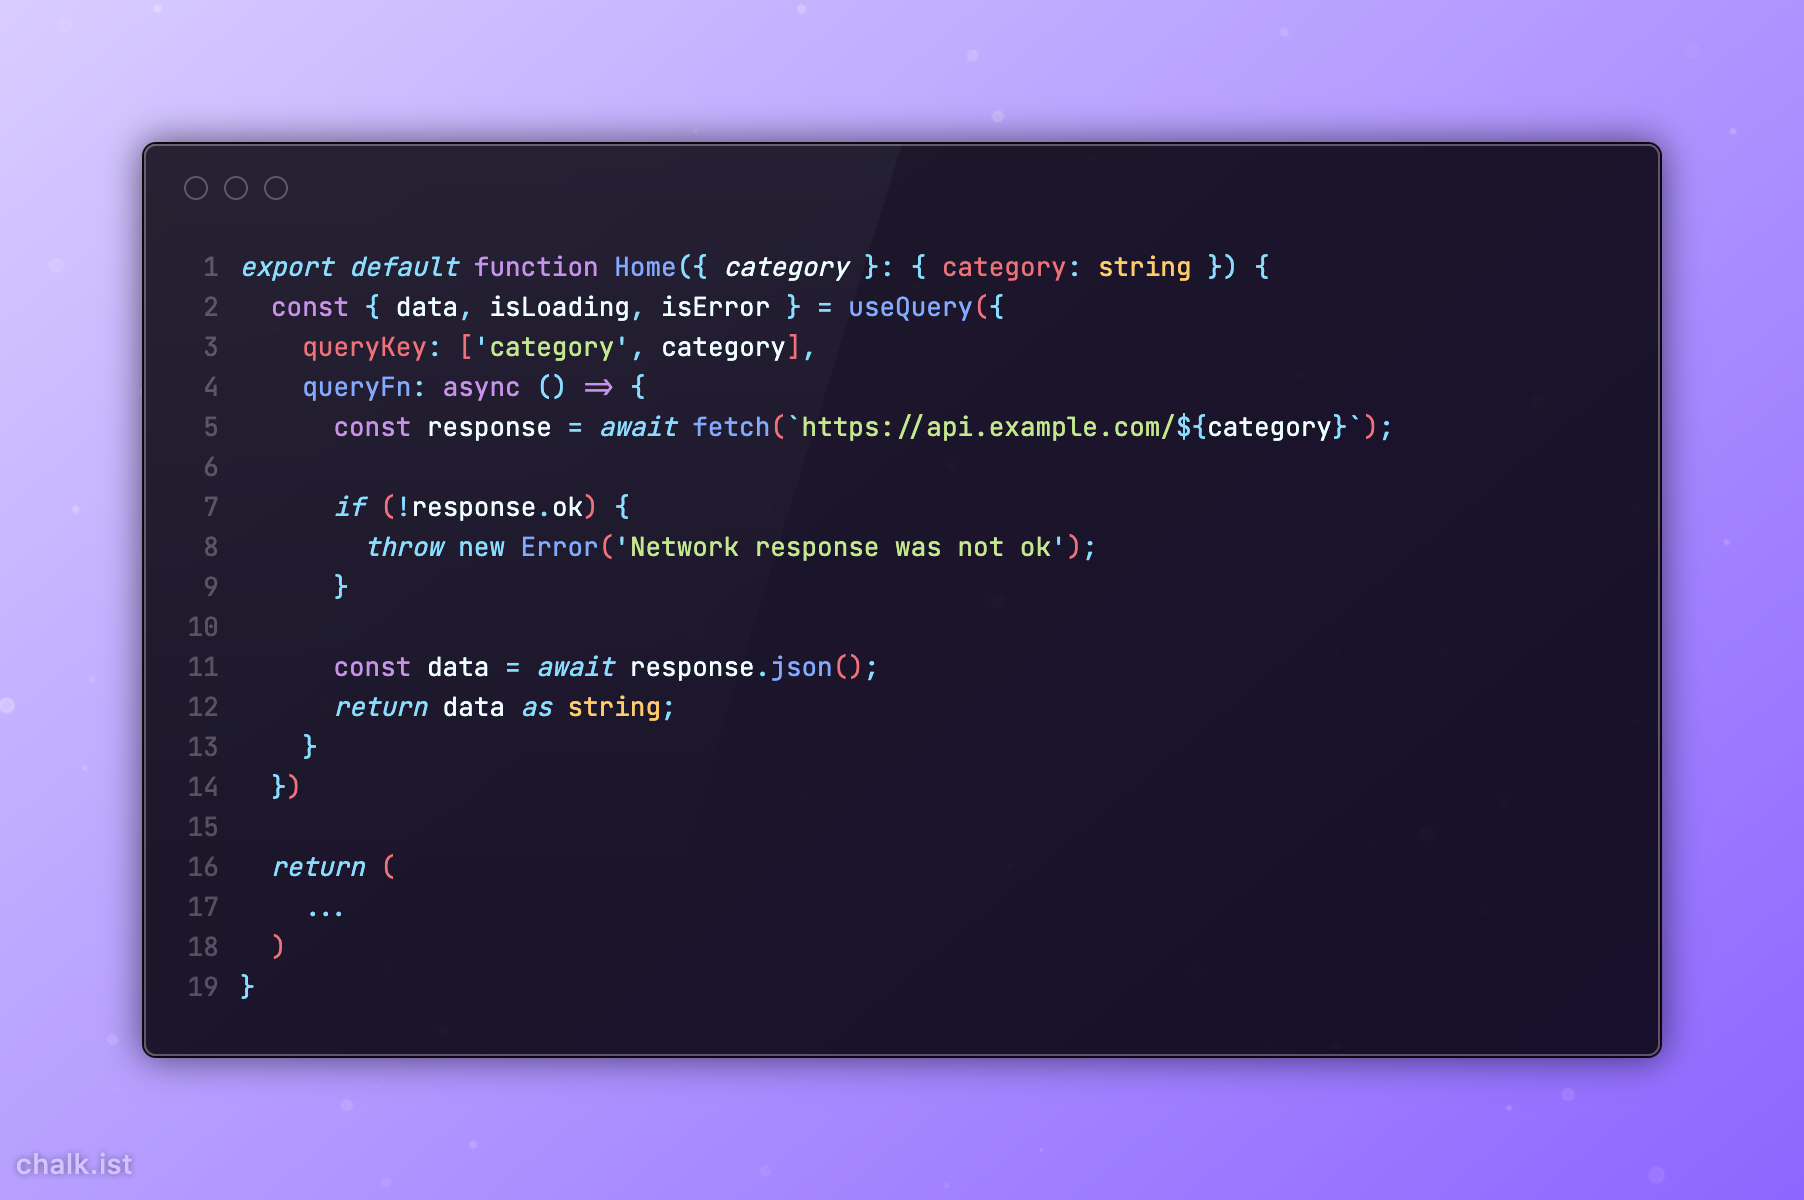 1 export default function Home({ category }: { category: string }) {
2   const { data, isLoading, isError } = useQuery({
3     queryKey: ['category', category],
4     queryFn: async () => {
5       const response = await fetch(`https://api.example.com/${category}`);
6
7       if (!response.ok) {
8         throw new Error('Network response was not ok');
9       }
10
11       const data = await response.json();
12       return data as string;
13     }
14   })
15
16   return (
17     ...
18   )
19 }
chalk.ist